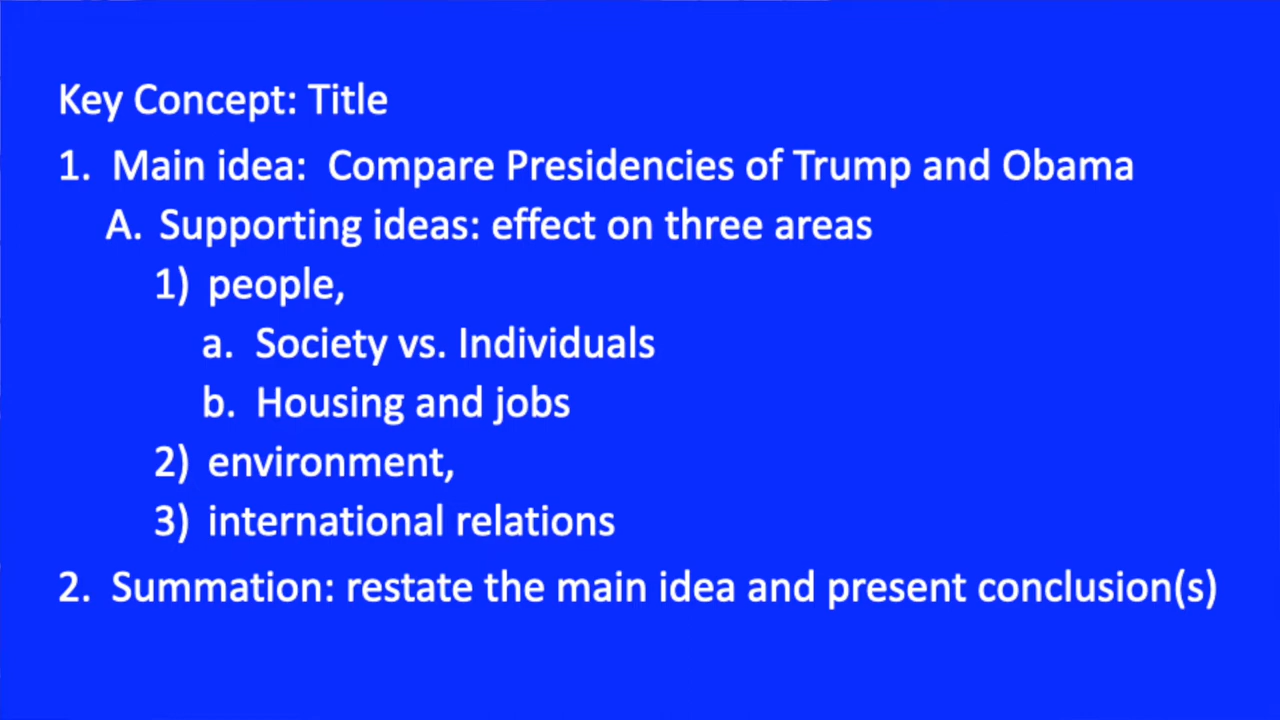 Key Concept: Title
1. Main idea: Compare Presidencies of Trump and Obama
A. Supporting ideas: effect on three areas
1) people,
a. Society vs. Individuals
b. Housing and jobs
2) environment,
3) international relations
2. Summation: restate the main idea and present conclusion(s)